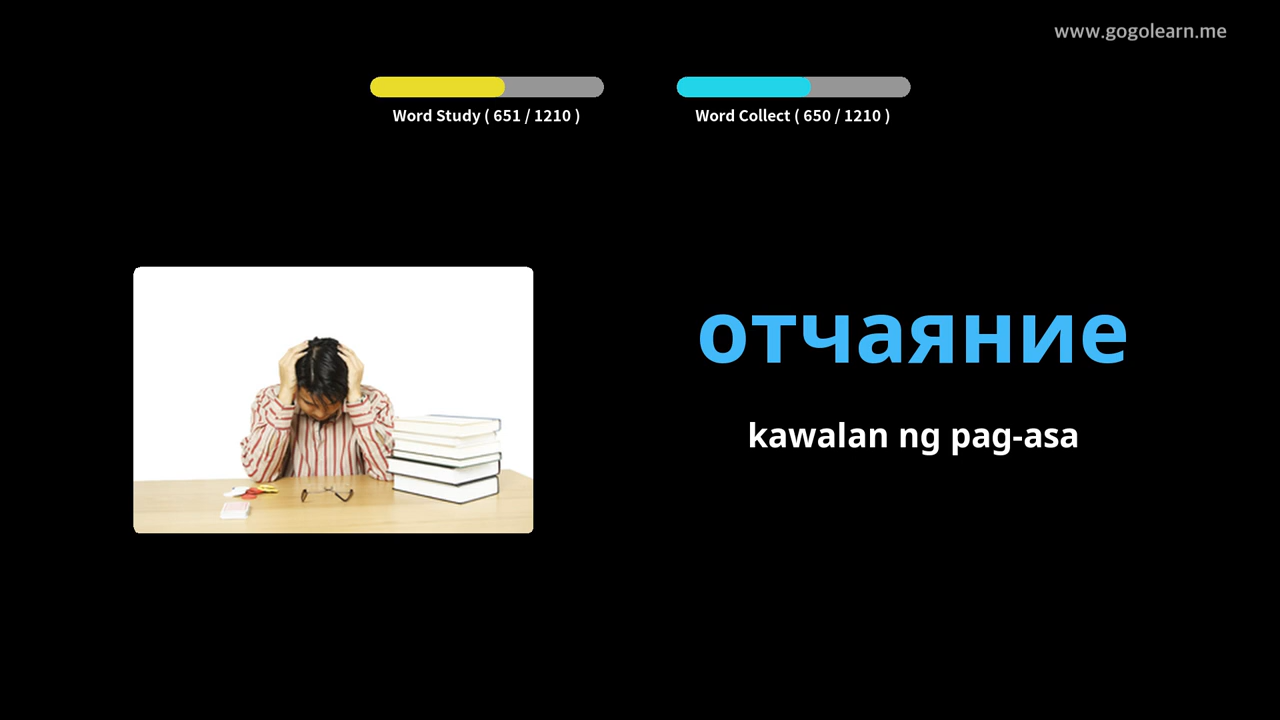 www.gogolearn.me
Word Study ( 651 / 1210 )
Word Collect ( 650 / 1210 )
отчаяние
kawalan ng pag-asa